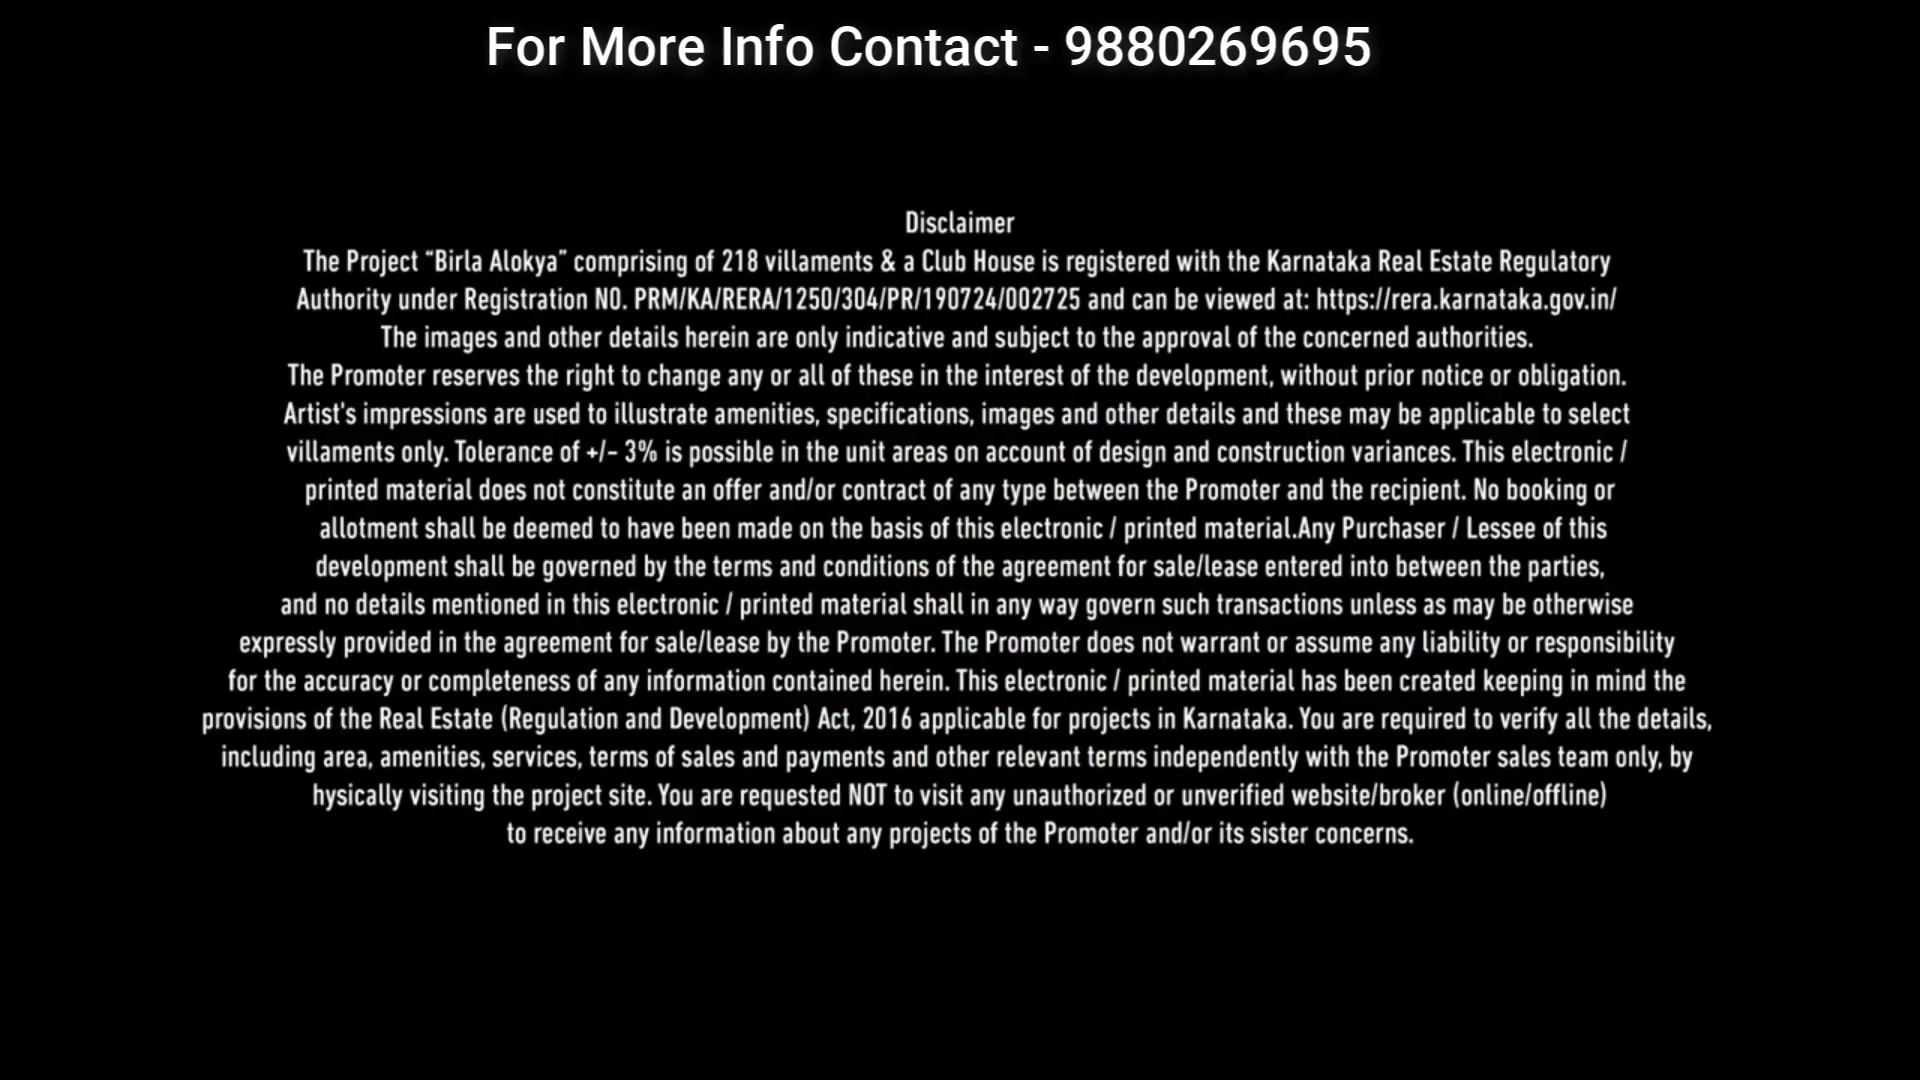 For More Info Contact - 9880269695
Disclaimer
The Project “Birla Alokya” comprising of 218 villaments & a Club House is registered with the Karnataka Real Estate Regulatory
Authority under Registration NO. PRM/KA/RERA/1250/304/PR/190724/002725 and can be viewed at: https://rera.karnataka.gov.in/
The images and other details herein are only indicative and subject to the approval of the concerned authorities.
The Promoter reserves the right to change any or all of these in the interest of the development, without prior notice or obligation.
Artist's impressions are used to illustrate amenities, specifications, images and other details and these may be applicable to select
villaments only. Tolerance of +/- 3% is possible in the unit areas on account of design and construction variances. This electronic /
printed material does not constitute an offer and/or contract of any type between the Promoter and the recipient. No booking or
allotment shall be deemed to have been made on the basis of this electronic / printed material.Any Purchaser / Lessee of this
development shall be governed by the terms and conditions of the agreement for sale/lease entered into between the parties,
and no details mentioned in this electronic / printed material shall in any way govern such transactions unless as may be otherwise
expressly provided in the agreement for sale/lease by the Promoter. The Promoter does not warrant or assume any liability or responsibility
for the accuracy or completeness of any information contained herein. This electronic / printed material has been created keeping in mind the
provisions of the Real Estate (Regulation and Development) Act, 2016 applicable for projects in Karnataka. You are required to verify all the details,
including area, amenities, services, terms of sales and payments and other relevant terms independently with the Promoter sales team only, by
hysically visiting the project site. You are requested NOT to visit any unauthorized or unverified website/broker (online/offline)
to receive any information about any projects of the Promoter and/or its sister concerns.